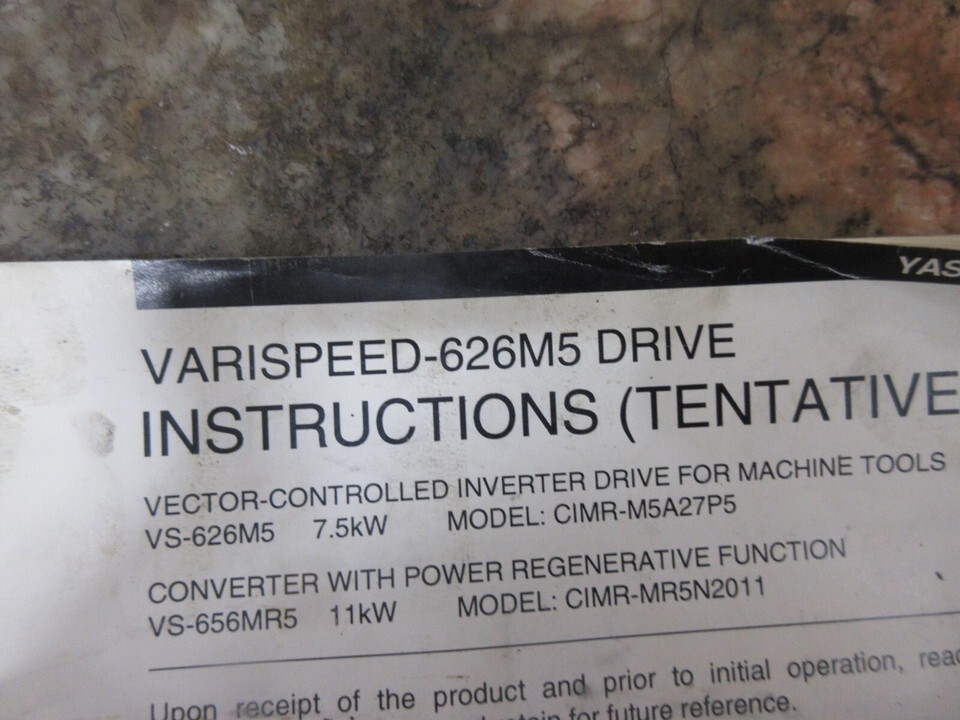 YAS
VARISPEED-626M5 DRIVE
INSTRUCTIONS (TENTATIVE
VECTOR-CONTROLLED INVERTER DRIVE FOR MACHINE TOOLS
VS-626M5 7.5kW MODEL: CIMR-M5A27P5
CONVERTER WITH POWER REGENERATIVE FUNCTION
VS-656MR5 11kW MODEL: CIMR-MR5N2011
Upon receipt of the product and prior to initial operation, read
for future reference.